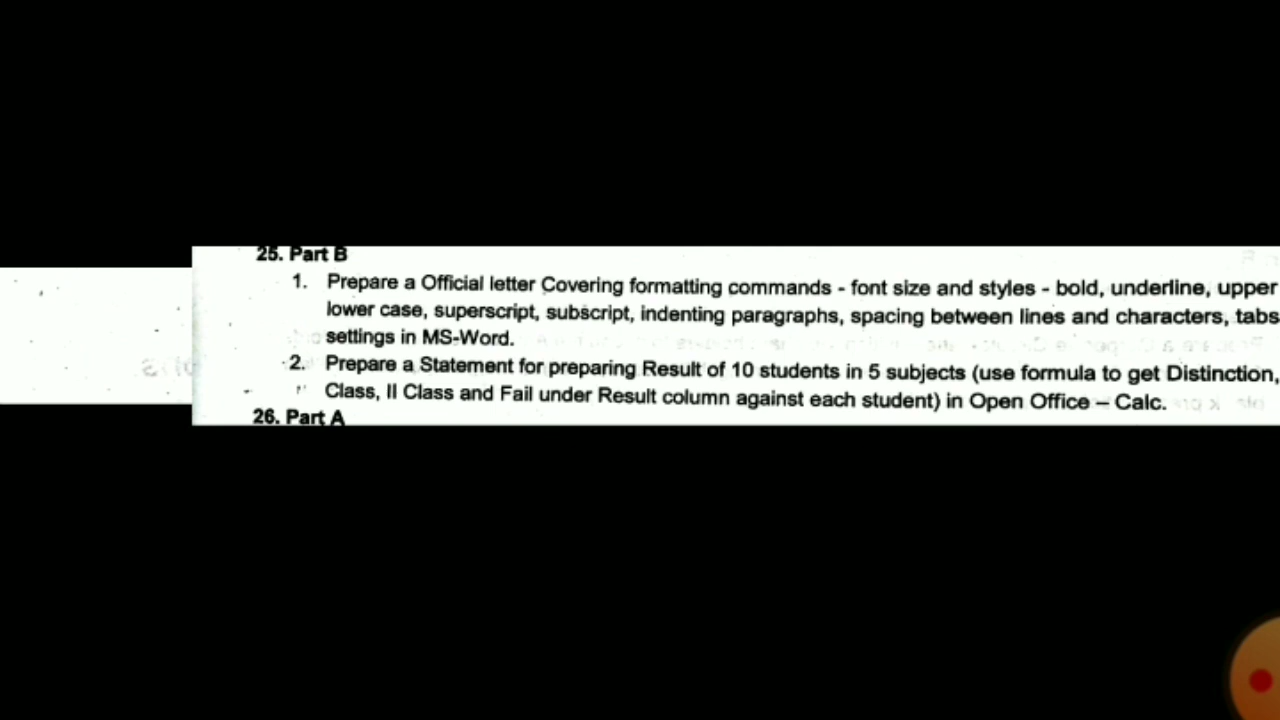 25. Part B
1. Prepare a Official letter Covering formatting commands - font size and styles - bold, underline, upper
lower case, superscript, subscript, indenting paragraphs, spacing between lines and characters, tabs
settings in MS-Word.
2. Prepare a Statement for preparing Result of 10 students in 5 subjects (use formula to get Distinction,
Class, II Class and Fail under Result column against each student) in Open Office – Calc.
26. Part A